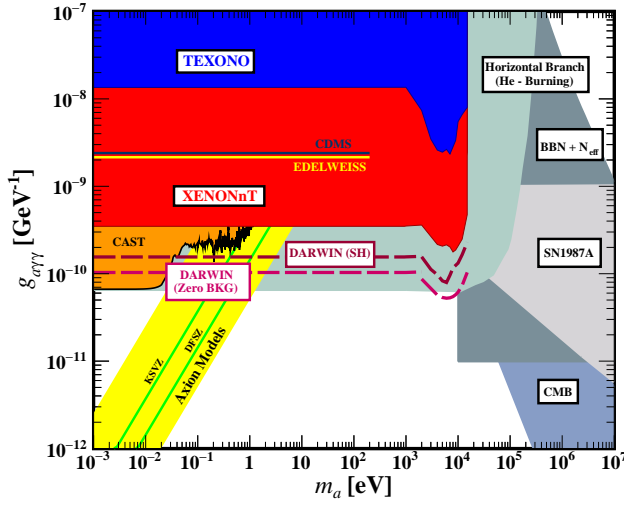 10⁻⁷
10⁻⁸
10⁻⁹
10⁻¹⁰
10⁻¹¹
10⁻¹²
g_aγγ [GeV⁻¹]
TEXONO
Horizontal Branch
(He - Burning)
CDMS
EDELWEISS
BBN + N_eff
XENONnT
CAST
DARWIN (SH)
SN1987A
DARWIN
(Zero BKG)
KSVZ
DFSZ
Axion Models
CMB
10⁻³ 10⁻² 10⁻¹ 1 10 10² 10³ 10⁴ 10⁵ 10⁶ 10⁷
m_a [eV]